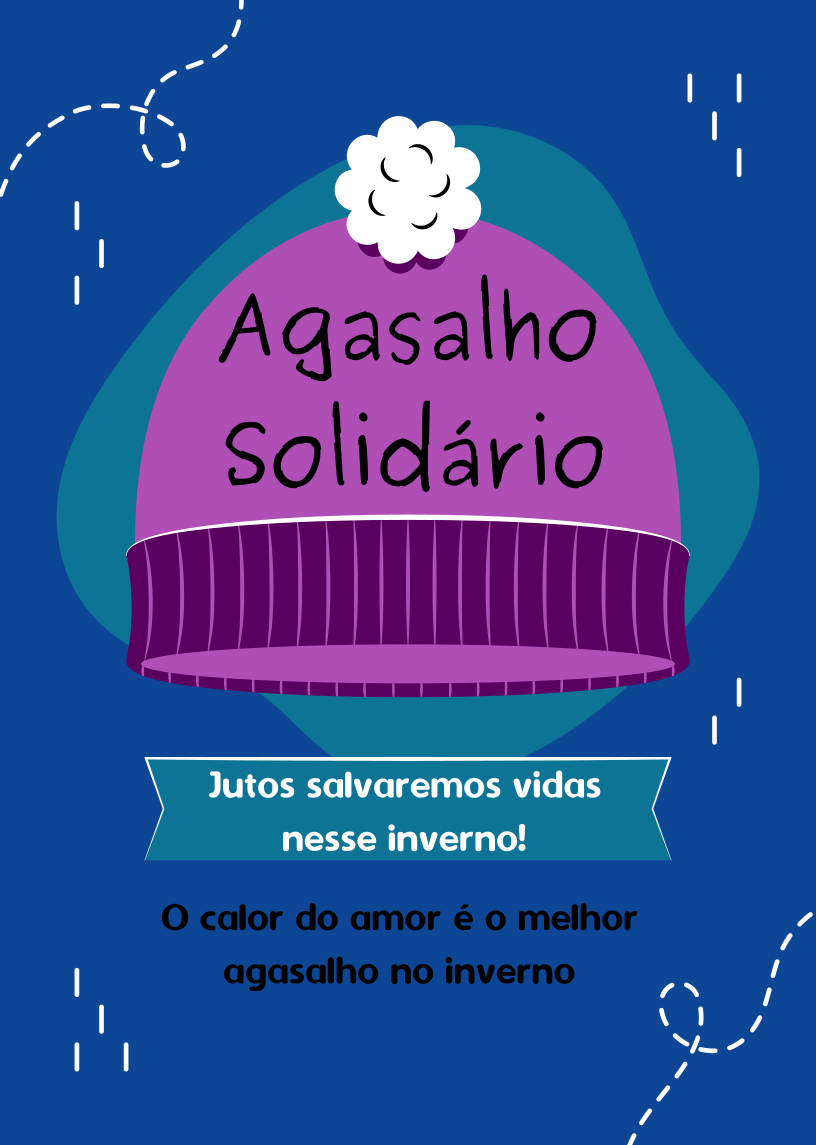 Agasalho
Solidário
Jutos salvaremos vidas
nesse inverno!
O calor do amor é o melhor
agasalho no inverno